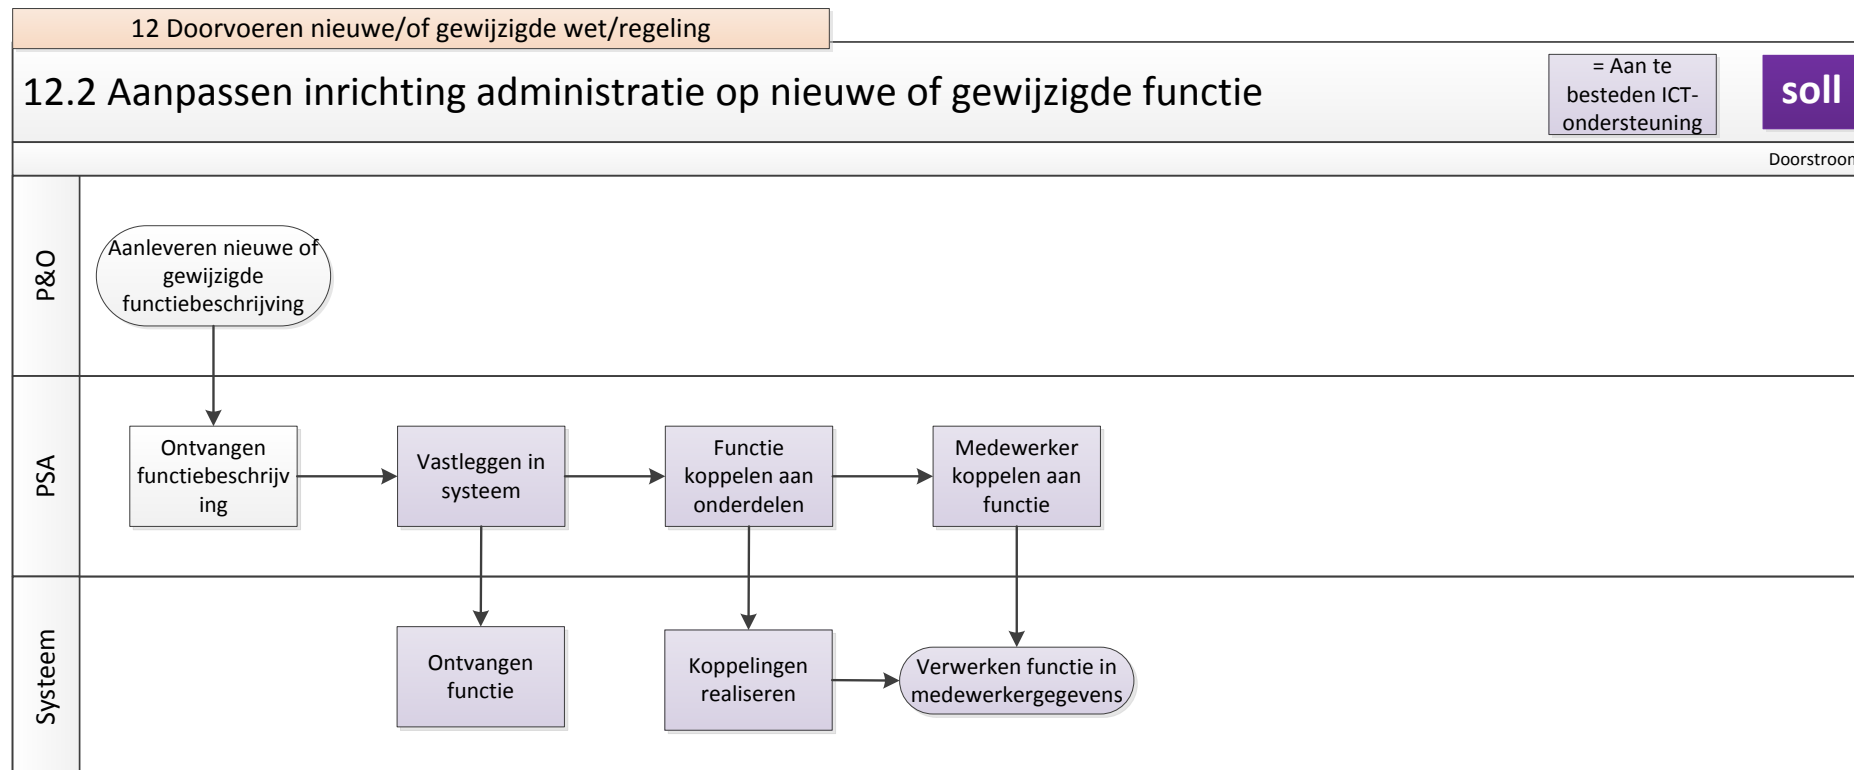 12 Doorvoeren nieuwe/of gewijzigde wet/regeling
12.2 Aanpassen inrichting administratie op nieuwe of gewijzigde functie
= Aan te
besteden ICT-
ondersteuning
soll
Doorstroom
P&O
Aanleveren nieuwe of
gewijzigde
functiebeschrijving
PSA
Ontvangen
functiebeschrijv
ing
Vastleggen in
systeem
Functie
koppelen aan
onderdelen
Medewerker
koppelen aan
functie
Systeem
Ontvangen
functie
Koppelingen
realiseren
Verwerken functie in
medewerkergegevens